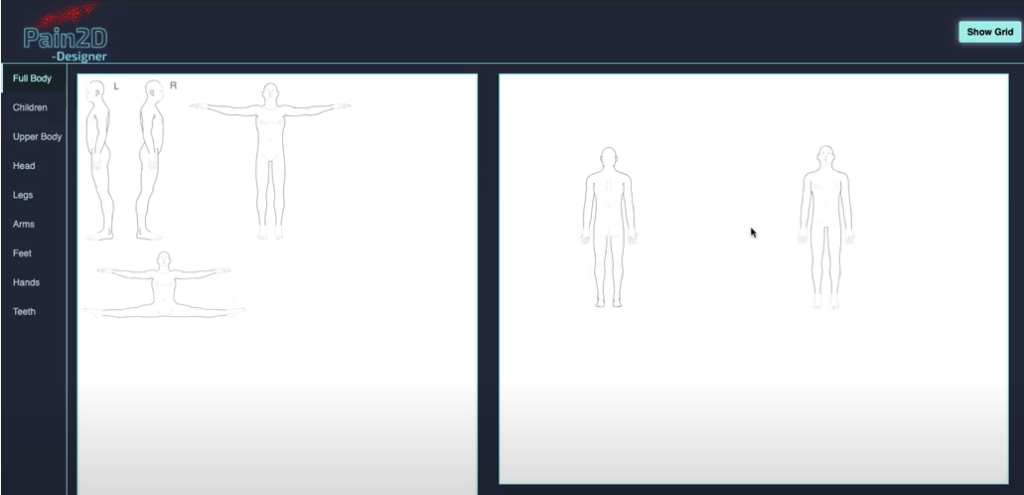 Pain2D
-Designer
Show Grid
Full Body
Children
Upper Body
Head
Legs
Arms
Feet
Hands
Teeth
L
R